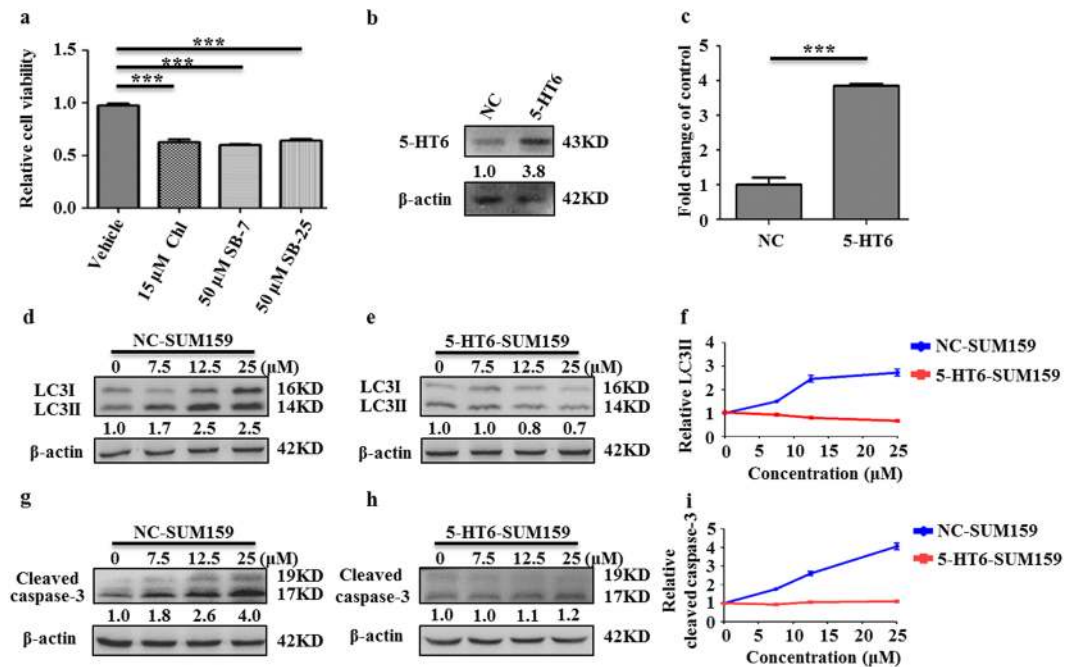 a
***
***
***
Relative cell viability
1.5
1.0
0.5
0.0
Vehicle
15 µM Chl
50 µM SB-7
50 µM SB-25
b
NC
5-HT6
5-HT6
43KD
1.0 3.8
β-actin
42KD
c
***
Fold change of control
5
4
3
2
1
0
NC
5-HT6
d
NC-SUM159
0 7.5 12.5 25 (µM)
LC3I
16KD
LC3II
14KD
1.0 1.7 2.5 2.5
β-actin
42KD
e
5-HT6-SUM159
0 7.5 12.5 25 (µM)
LC3I
16KD
LC3II
14KD
1.0 1.0 0.8 0.7
β-actin
42KD
f
Relative LC3II
4
3
2
1
0
0 5 10 15 20 25
Concentration (µM)
NC-SUM159
5-HT6-SUM159
g
NC-SUM159
0 7.5 12.5 25 (µM)
Cleaved
caspase-3
19KD
17KD
1.0 1.8 2.6 4.0
β-actin
42KD
h
5-HT6-SUM159
0 7.5 12.5 25 (µM)
Cleaved
caspase-3
19KD
17KD
1.0 1.0 1.1 1.2
β-actin
42KD
i
Relative
cleaved caspase-3
5
4
3
2
1
0
0 5 10 15 20 25
Concentration (µM)
NC-SUM159
5-HT6-SUM159